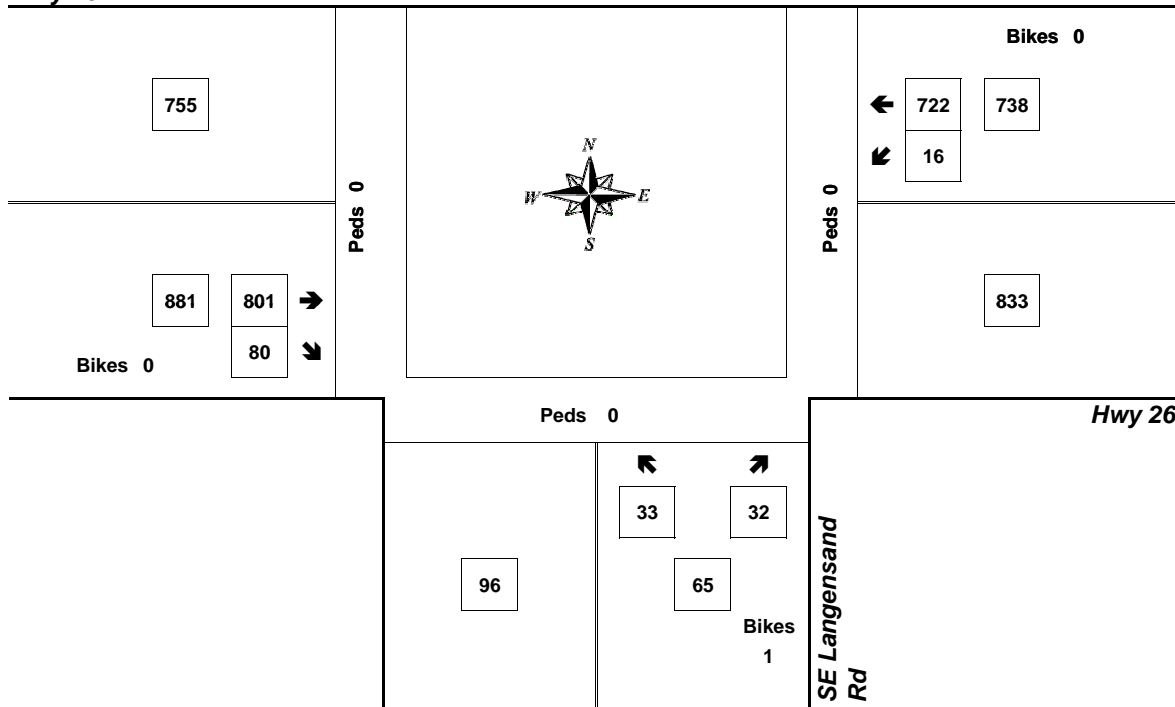 Bikes 0
755
722 738
16
N
W E
S
Peds 0
Peds 0
881 801
80
833
Bikes 0
Peds 0
Hwy 26
33 32
96 65
Bikes
1
SE Langensand
Rd